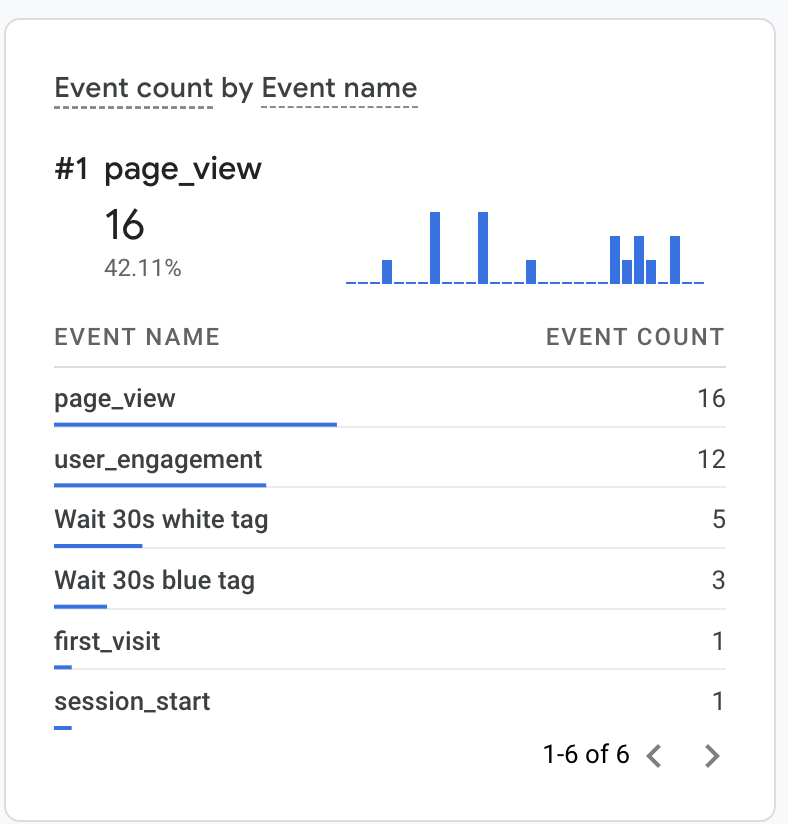 Event count by Event name
#1 page_view
16
42.11%
EVENT NAME EVENT COUNT
page_view 16
user_engagement 12
Wait 30s white tag 5
Wait 30s blue tag 3
first_visit 1
session_start 1
1-6 of 6